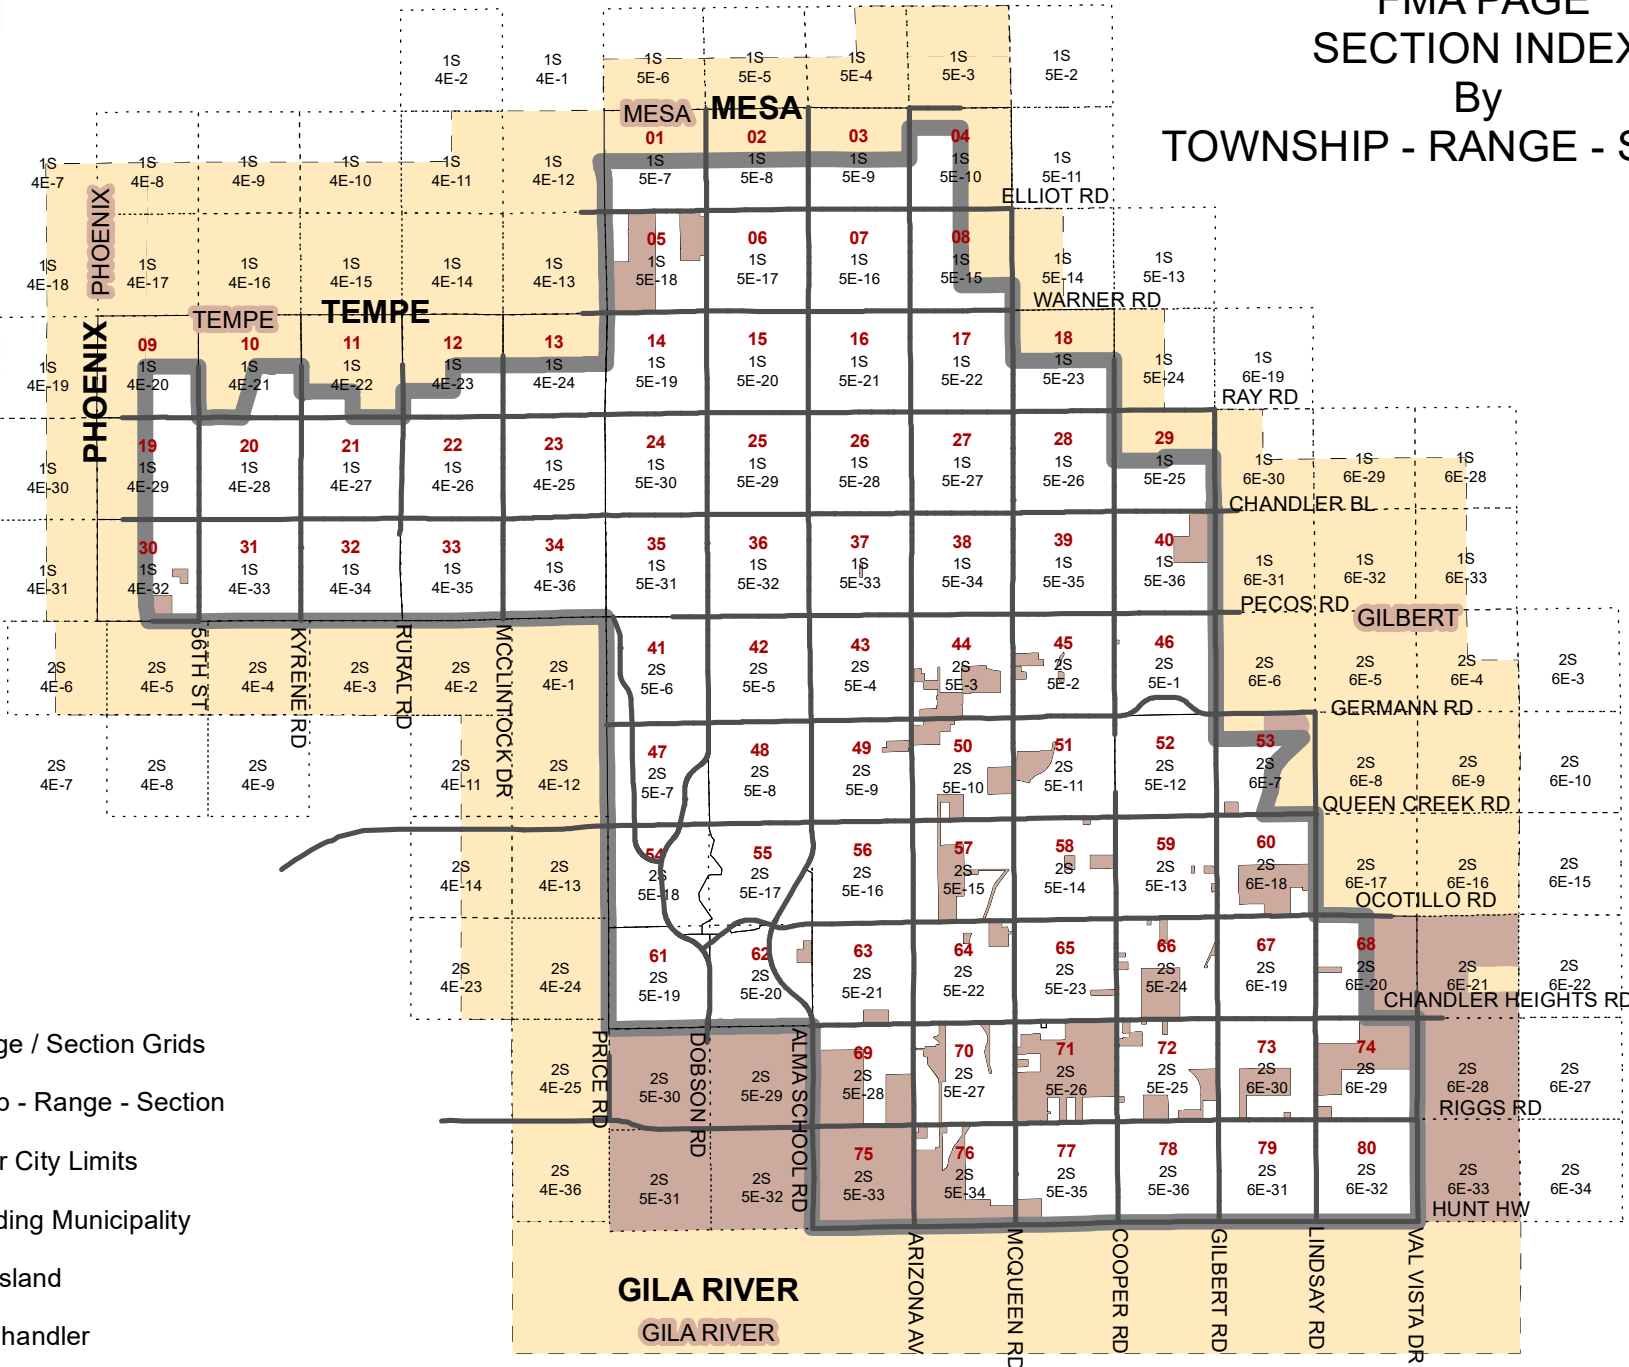 FMA PAGE
SECTION INDEX
By
TOWNSHIP - RANGE - S
1S
4E-2
1S
4E-1
1S
5E-6
1S
5E-5
1S
5E-4
1S
5E-3
1S
5E-2
MESA
MESA
1S
4E-7
1S
4E-8
1S
4E-9
1S
4E-10
1S
4E-11
1S
4E-12
01
1S
5E-7
02
1S
5E-8
03
1S
5E-9
04
1S
5E-10
1S
5E-11
ELLIOT RD
PHOENIX
1S
4E-18
1S
4E-17
1S
4E-16
1S
4E-15
1S
4E-14
1S
4E-13
05
1S
5E-18
06
1S
5E-17
07
1S
5E-16
08
1S
5E-15
1S
5E-14
1S
5E-13
WARNER RD
TEMPE
TEMPE
PHOENIX
1S
4E-19
09
1S
4E-20
10
1S
4E-21
11
1S
4E-22
12
1S
4E-23
13
1S
4E-24
14
1S
5E-19
15
1S
5E-20
16
1S
5E-21
17
1S
5E-22
18
1S
5E-23
1S
5E-24
1S
6E-19
RAY RD
1S
4E-30
19
1S
4E-29
20
1S
4E-28
21
1S
4E-27
22
1S
4E-26
23
1S
4E-25
24
1S
5E-30
25
1S
5E-29
26
1S
5E-28
27
1S
5E-27
28
1S
5E-26
29
1S
5E-25
1S
6E-30
1S
6E-29
1S
6E-28
CHANDLER BL
1S
4E-31
30
1S
4E-32
31
1S
4E-33
32
1S
4E-34
33
1S
4E-35
34
1S
4E-36
35
1S
5E-31
36
1S
5E-32
37
1S
5E-33
38
1S
5E-34
39
1S
5E-35
40
1S
5E-36
1S
6E-31
1S
6E-32
1S
6E-33
PECOS RD
GILBERT
56TH ST
KYRENE RD
RURAL RD
MCCLINTOCK DR
2S
4E-6
2S
4E-5
2S
4E-4
2S
4E-3
2S
4E-2
2S
4E-1
41
2S
5E-6
42
2S
5E-5
43
2S
5E-4
44
2S
5E-3
45
2S
5E-2
46
2S
5E-1
2S
6E-6
2S
6E-5
2S
6E-4
2S
6E-3
GERMANN RD
2S
4E-7
2S
4E-8
2S
4E-9
2S
4E-11
2S
4E-12
47
2S
5E-7
48
2S
5E-8
49
2S
5E-9
50
2S
5E-10
51
2S
5E-11
52
2S
5E-12
53
2S
6E-7
2S
6E-8
2S
6E-9
2S
6E-10
QUEEN CREEK RD
2S
4E-14
2S
4E-13
54
2S
5E-18
55
2S
5E-17
56
2S
5E-16
57
2S
5E-15
58
2S
5E-14
59
2S
5E-13
60
2S
6E-18
2S
6E-17
2S
6E-16
2S
6E-15
OCOTILLO RD
2S
4E-23
2S
4E-24
61
2S
5E-19
62
2S
5E-20
63
2S
5E-21
64
2S
5E-22
65
2S
5E-23
66
2S
5E-24
67
2S
6E-19
68
2S
6E-20
2S
6E-21
2S
6E-22
CHANDLER HEIGHTS RD
PRICE RD
DOBSON RD
ALMA SCHOOL RD
2S
4E-25
2S
5E-30
2S
5E-29
69
2S
5E-28
70
2S
5E-27
71
2S
5E-26
72
2S
5E-25
73
2S
6E-30
74
2S
6E-29
2S
6E-28
2S
6E-27
RIGGS RD
2S
4E-36
2S
5E-31
2S
5E-32
75
2S
5E-33
76
2S
5E-34
77
2S
5E-35
78
2S
5E-36
79
2S
6E-31
80
2S
6E-32
2S
6E-33
2S
6E-34
HUNT HW
ARIZONA AV
MCQUEEN RD
COOPER RD
GILBERT RD
LINDSAY RD
VAL VISTA DR
GILA RIVER
GILA RIVER
ge / Section Grids
p - Range - Section
r City Limits
ding Municipality
sland
handler